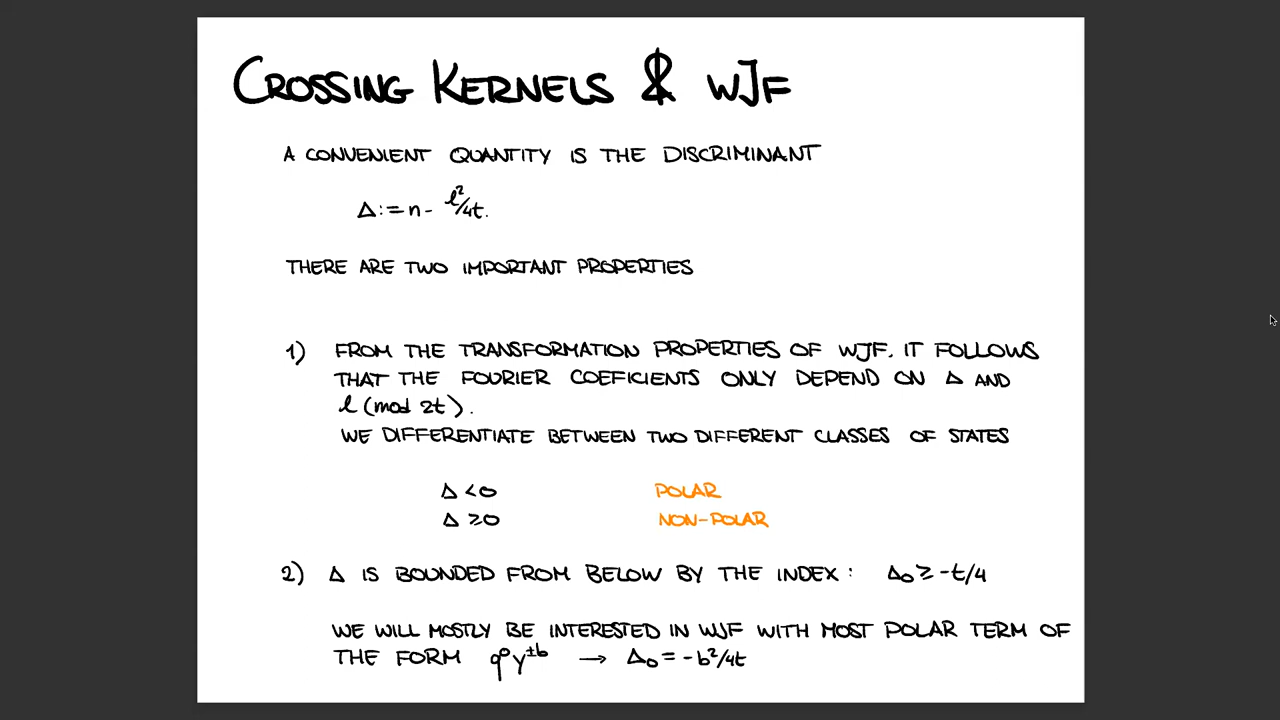 CROSSING KERNELS & WJF
A CONVENIENT QUANTITY IS THE DISCRIMINANT
Δ := n - ℓ²/4t.
THERE ARE TWO IMPORTANT PROPERTIES
1) FROM THE TRANSFORMATION PROPERTIES OF WJF. IT FOLLOWS
THAT THE FOURIER COEFICIENTS ONLY DEPEND ON Δ AND
ℓ (mod 2t).
WE DIFFERENTIATE BETWEEN TWO DIFFERENT CLASSES OF STATES
Δ < 0 POLAR
Δ ≥ 0 NON-POLAR
2) Δ IS BOUNDED FROM BELOW BY THE INDEX: Δ₀ ≥ -t/4
WE WILL MOSTLY BE INTERESTED IN WJF WITH MOST POLAR TERM OF
THE FORM q⁰y^±b → Δ₀ = -b²/4t